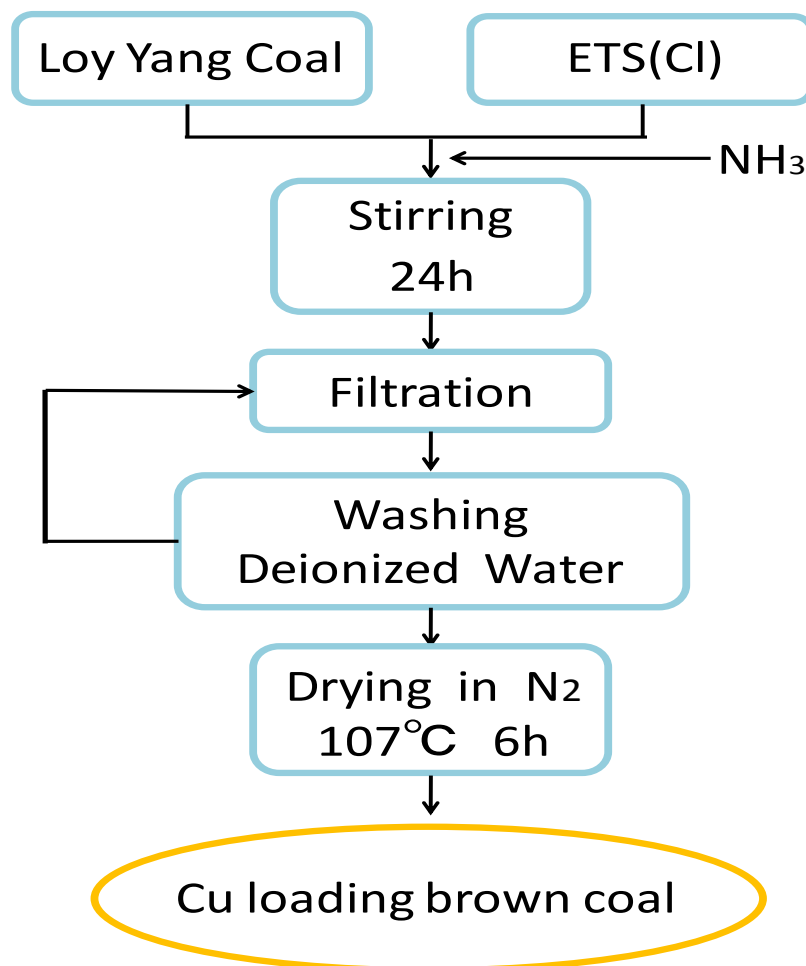 Loy Yang Coal
ETS(Cl)
NH₃
Stirring
24h
Filtration
Washing
Deionized Water
Drying in N₂
107℃ 6h
Cu loading brown coal